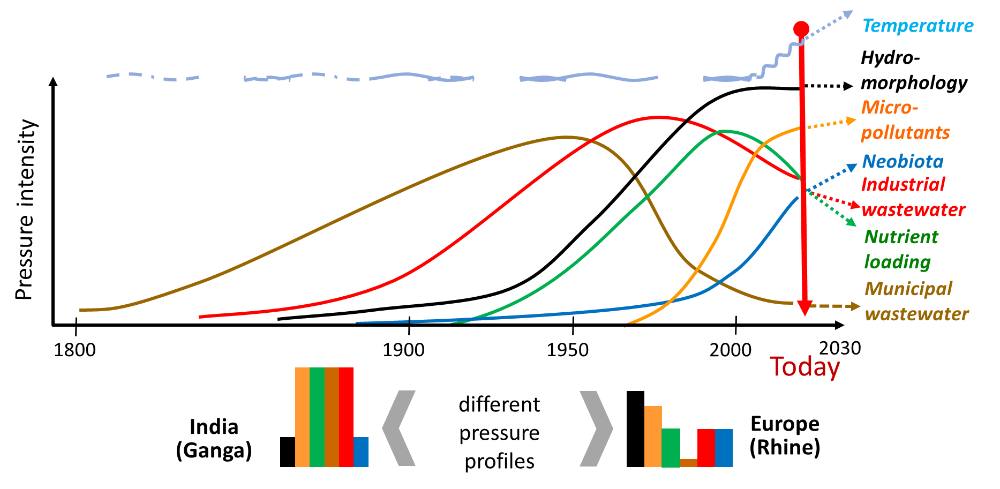 Temperature
Hydro-
morphology
Micro-
pollutants
Neobiota
Industrial
wastewater
Nutrient
loading
Municipal
wastewater
Pressure intensity
1800
1900
1950
2000
2030
Today
India
(Ganga)
different
pressure
profiles
Europe
(Rhine)